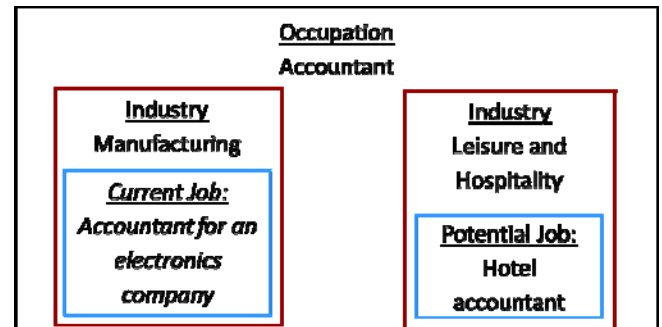 Occupation
Accountant
Industry
Manufacturing
Current Job:
Accountant for an
electronics
company
Industry
Leisure and
Hospitality
Potential Job:
Hotel
accountant